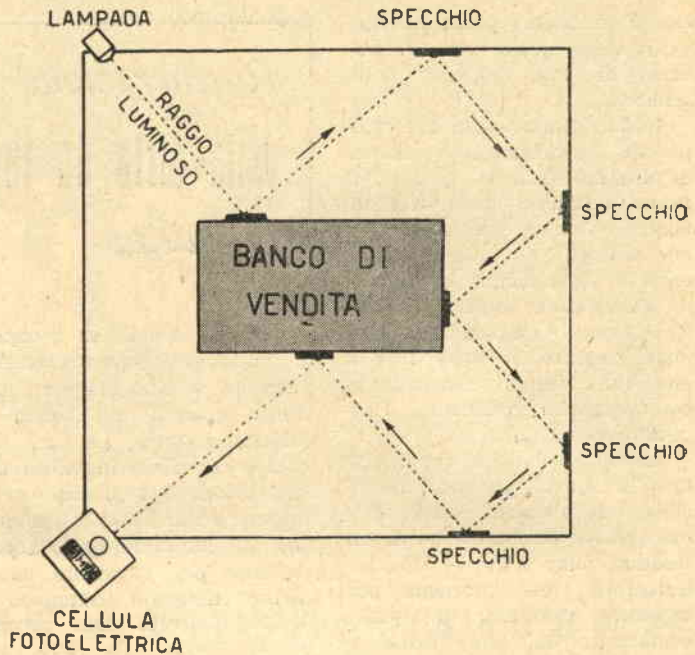 LAMPADA
SPECCHIO
RAGGIO
LUMINOSO
SPECCHIO
BANCO DI
VENDITA
SPECCHIO
SPECCHIO
CELLULA
FOTOELETTRICA